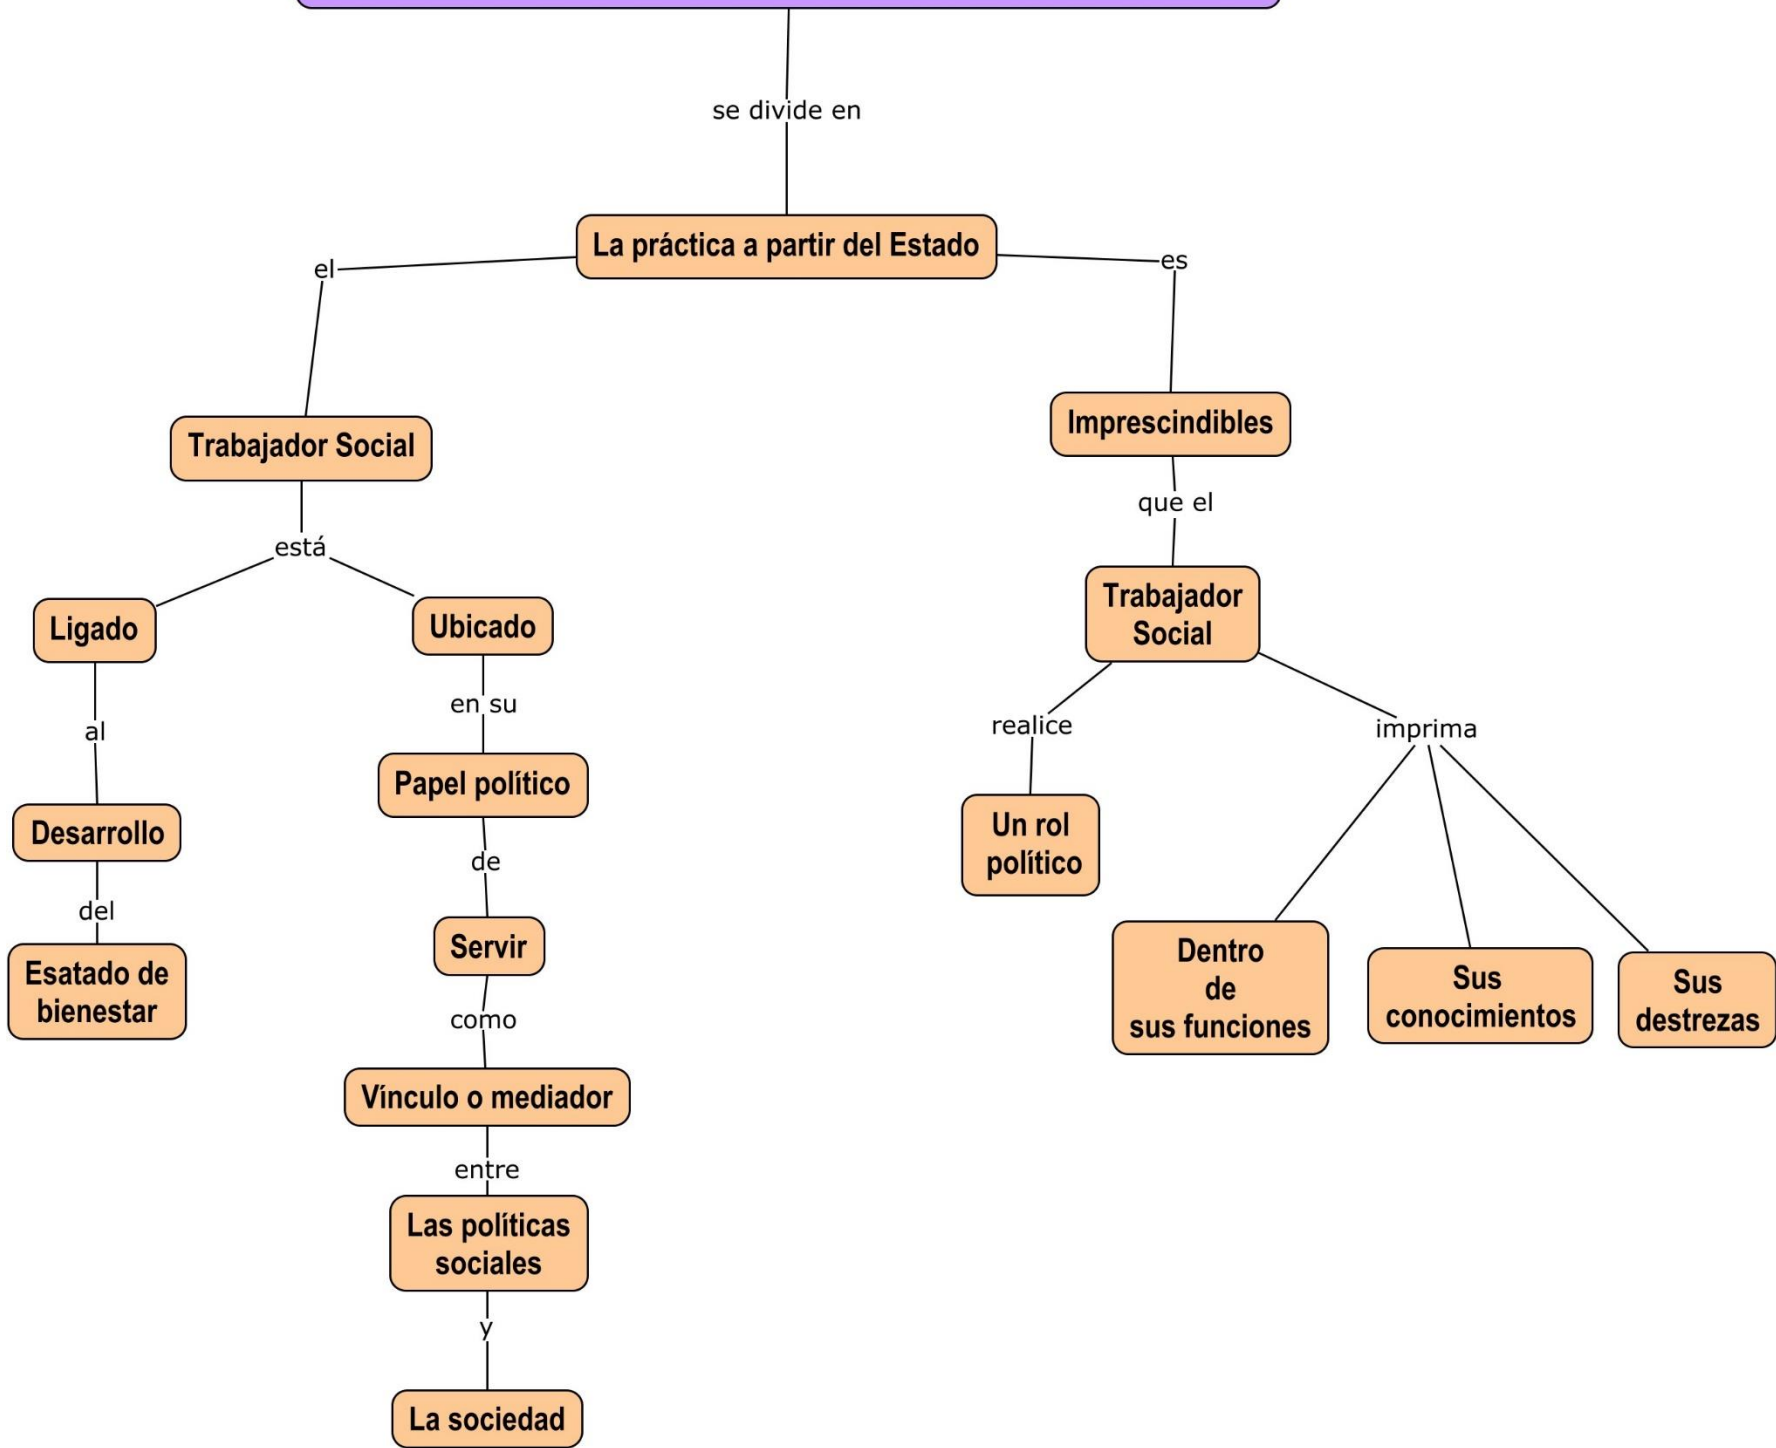 se divide en
La práctica a partir del Estado
el
es
Trabajador Social
Imprescindibles
está
que el
Ligado
Ubicado
Trabajador
Social
al
en su
realice
imprima
Desarrollo
Papel político
Un rol
político
del
de
Esatado de
bienestar
Servir
Dentro
de
sus funciones
Sus
conocimientos
Sus
destrezas
como
Vínculo o mediador
entre
Las políticas
sociales
y
La sociedad